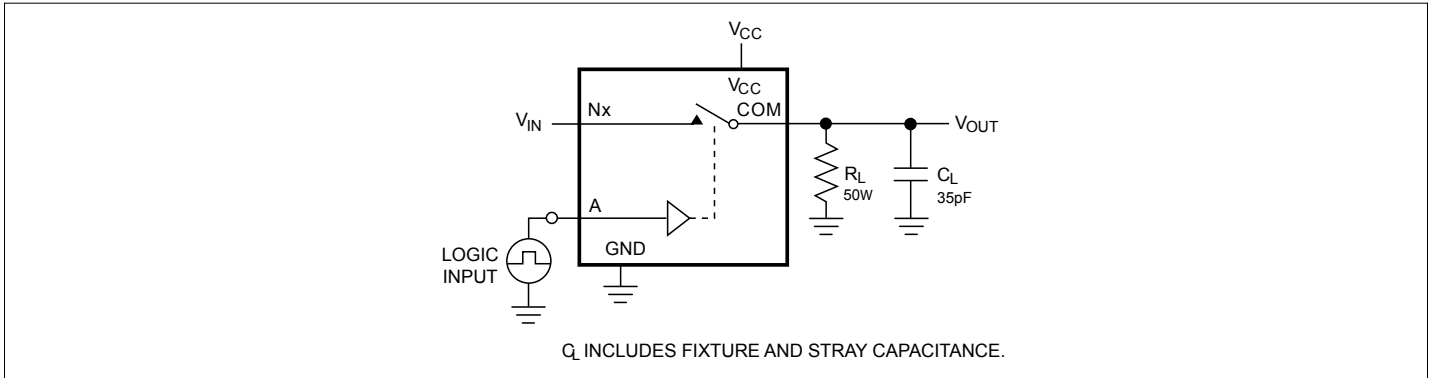 VCC
VCC
Nx
COM
VIN
VOUT
RL
50W
CL
35pF
A
LOGIC
INPUT
GND
CL INCLUDES FIXTURE AND STRAY CAPACITANCE.